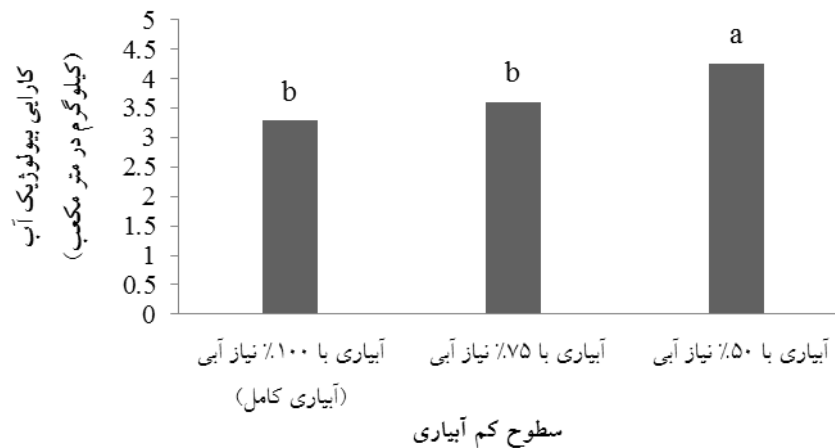 کارایی بیولوژیک آب
(کیلوگرم در متر مکعب)
5
4.5
4
3.5
3
2.5
2
1.5
1
0.5
0
b
b
a
آبیاری با ۱۰۰٪ نیاز آبی
(آبیاری کامل)
آبیاری با ۷۵٪ نیاز آبی
آبیاری با ۵۰٪ نیاز آبی
سطوح کم آبیاری